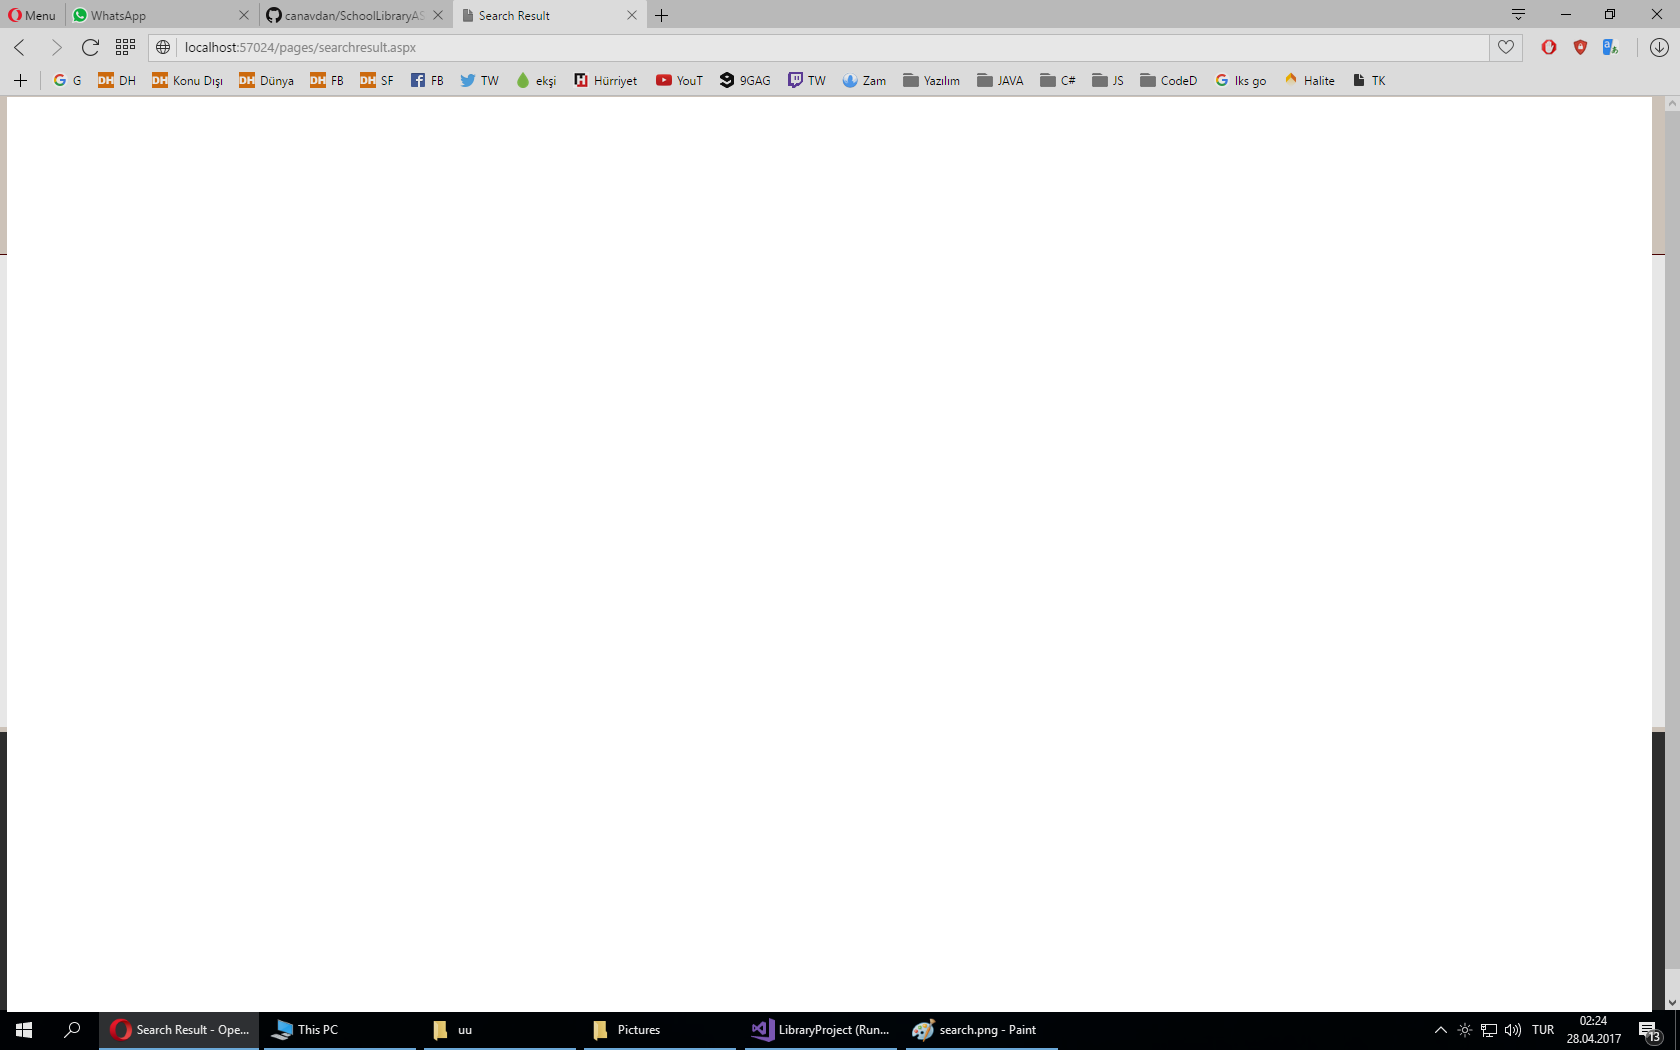 Menu WhatsApp canavdan/SchoolLibraryAS Search Result
localhost:57024/pages/searchresult.aspx
G DH Konu Dışı Dünya FB SF FB TW ekşi Hürriyet YouT 9GAG TW Zam Yazılım JAVA C# JS CodeD Iks go Halite TK
Search Result - Ope... This PC uu Pictures LibraryProject (Run... search.png - Paint TUR 02:24
28.04.2017 13